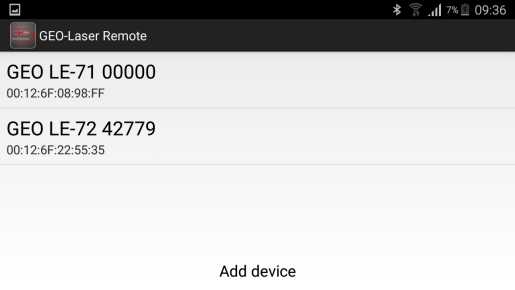 7% 09:36
GEO-Laser Remote
GEO LE-71 00000
00:12:6F:08:98:FF
GEO LE-72 42779
00:12:6F:22:55:35
Add device